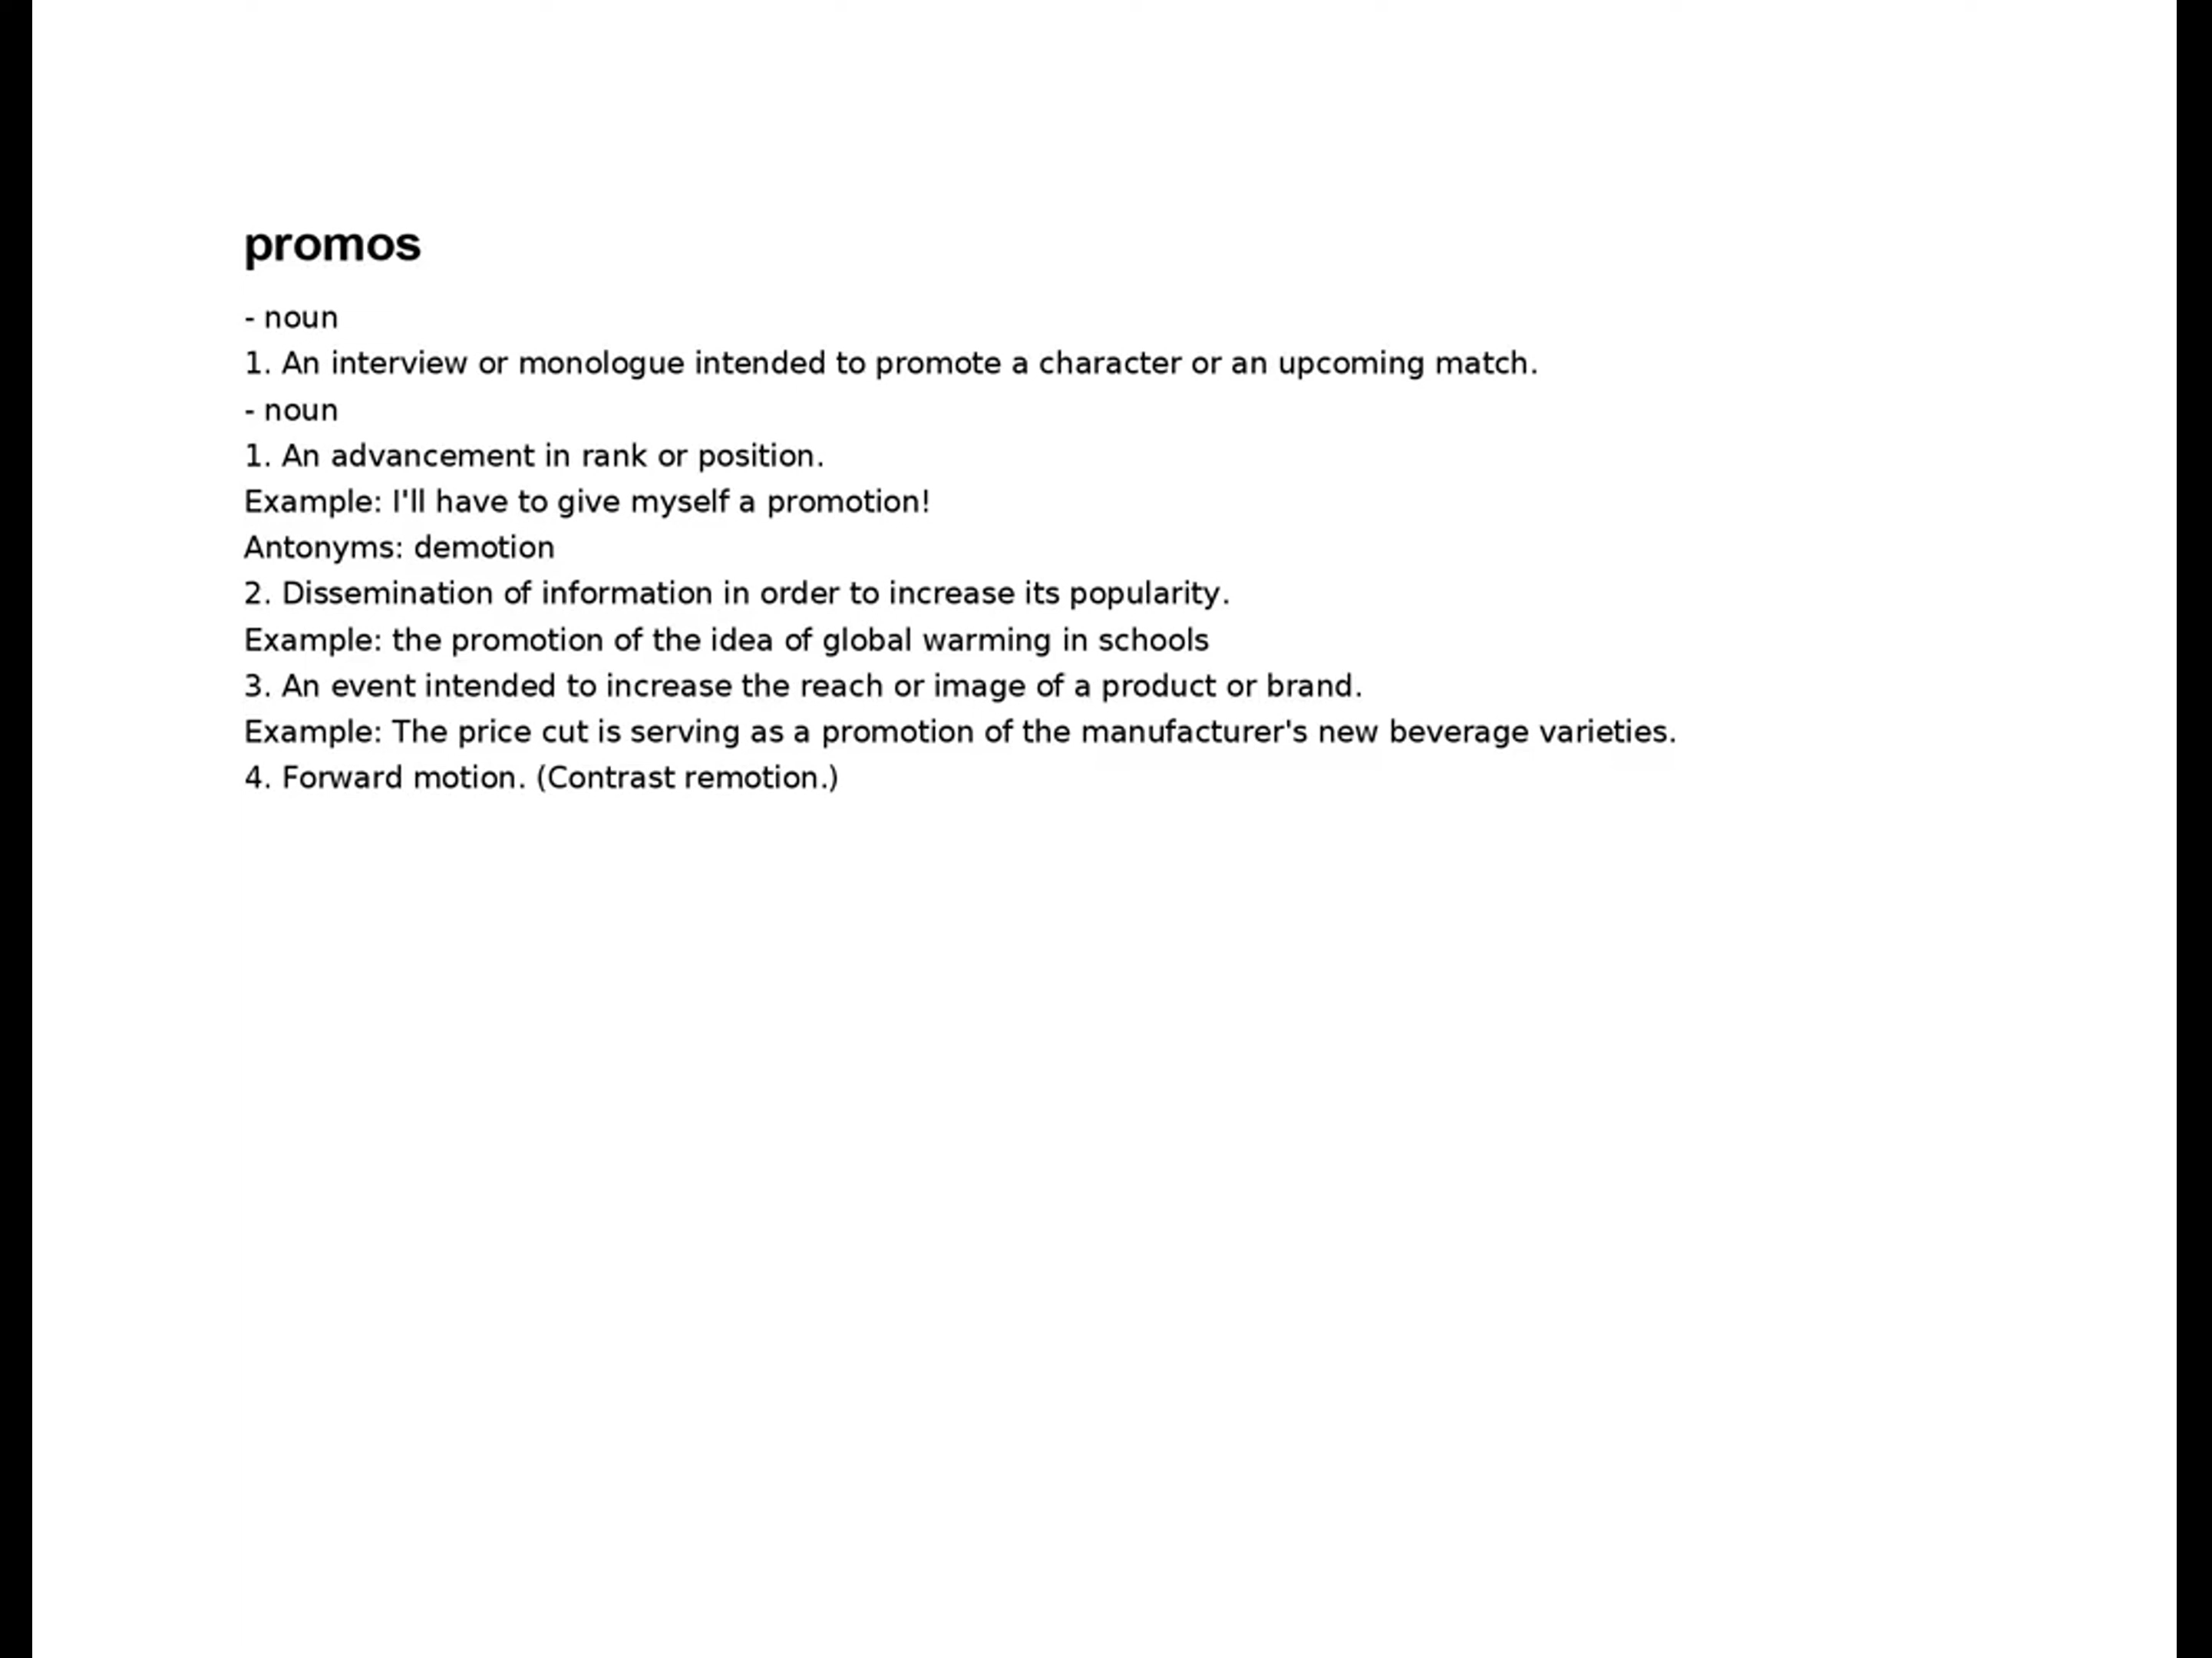 promos
- noun
1. An interview or monologue intended to promote a character or an upcoming match.
- noun
1. An advancement in rank or position.
Example: I'll have to give myself a promotion!
Antonyms: demotion
2. Dissemination of information in order to increase its popularity.
Example: the promotion of the idea of global warming in schools
3. An event intended to increase the reach or image of a product or brand.
Example: The price cut is serving as a promotion of the manufacturer's new beverage varieties.
4. Forward motion. (Contrast remotion.)